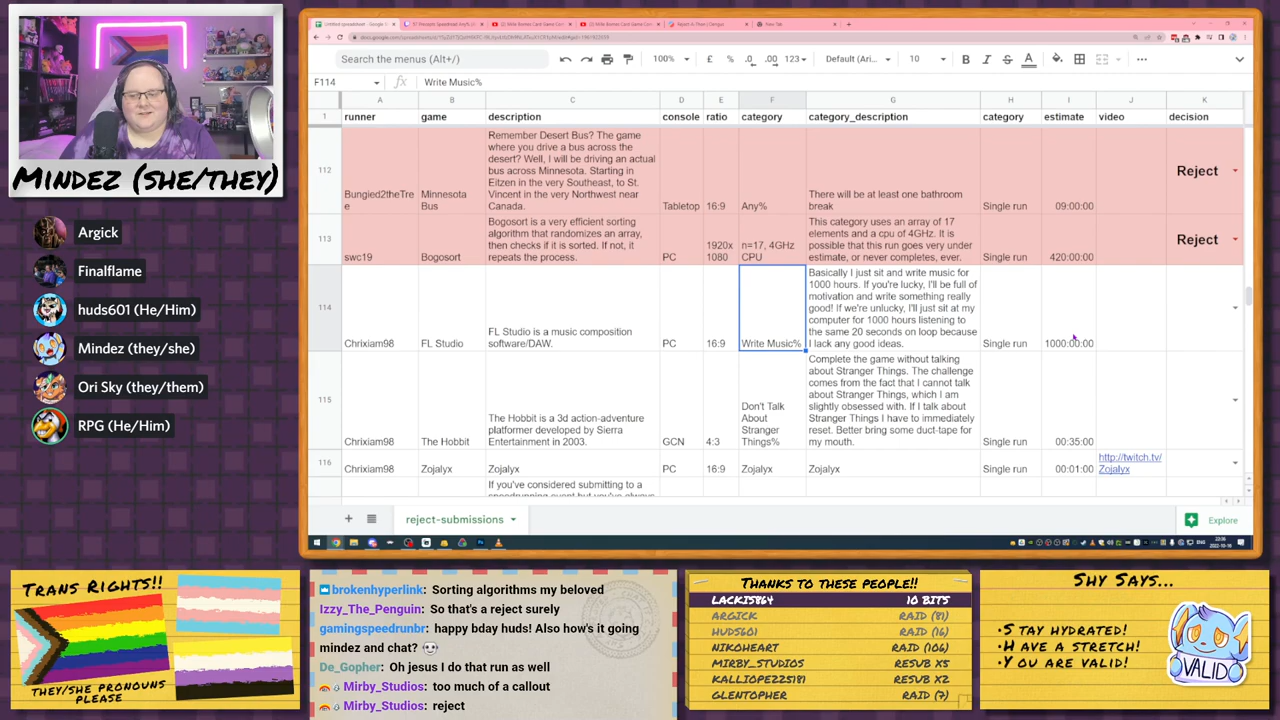 MINDEZ (SHE/THEY)
Argick
Finalflame
huds601 (He/Him)
Mindez (they/she)
Ori Sky (they/them)
RPG (He/Him)
Search the menus (Alt+/)
100%
£ % .0 .00 123
Default (Ari...
10
B I S A
F114
fx Write Music%
A B C D E F G H I J K
1 runner game description console ratio category category_description category estimate video decision
Remember Desert Bus? The game
where you drive a bus across the
desert? Well, I will be driving an actual
bus across Minnesota. Starting in
Eitzen in the very Southeast, to St.
Vincent in the very Northwest near
Canada.
112
Bungied2theTre
e
Minnesota
Bus
Tabletop
16:9
Any%
There will be at least one bathroom
break
Single run
09:00:00
Reject
113
swc19
Bogosort
Bogosort is a very efficient sorting
algorithm that randomizes an array,
then checks if it is sorted. If not, it
repeats the process.
PC
1920x
1080
n=17, 4GHz
CPU
This category uses an array of 17
elements and a cpu of 4GHz. It is
possible that this run goes very under
estimate, or never completes, ever.
Single run
420:00:00
Reject
114
Chrixiam98
FL Studio
FL Studio is a music composition
software/DAW.
PC
16:9
Write Music%
Basically I just sit and write music for
1000 hours. If you're lucky, I'll be full of
motivation and write something really
good! If we're unlucky, I'll just sit at my
computer for 1000 hours listening to
the same 20 seconds on loop because
I lack any good ideas.
Single run
1000:00:00
115
Chrixiam98
The Hobbit
The Hobbit is a 3d action-adventure
platformer developed by Sierra
Entertainment in 2003.
GCN
4:3
Don't Talk
About
Stranger
Things%
Complete the game without talking
about Stranger Things. The challenge
comes from the fact that I cannot talk
about Stranger Things, which I am
slightly obsessed with. If I talk about
Stranger Things I have to immediately
reset. Better bring some duct-tape for
my mouth.
Single run
00:35:00
116
Chrixiam98
Zojalyx
Zojalyx
PC
16:9
Zojalyx
Zojalyx
Single run
00:01:00
http://twitch.tv/
Zojalyx
If you've considered submitting to a
reject-submissions
Explore
22:06
2022-10-10
TRANS RIGHTS!!
THEY/SHE PRONOUNS
PLEASE
brokenhyperlink: Sorting algorithms my beloved
Izzy_The_Penguin: So that's a reject surely
gamingspeedrunbr: happy bday huds! Also how's it going
mindez and chat?
De_Gopher: Oh jesus I do that run as well
Mirby_Studios: too much of a callout
Mirby_Studios: reject
THANKS TO THESE PEOPLE!!
LACKIS864 10 BITS
ARGICK RAID (81)
HUDS601 RAID (16)
NIKOHEART RAID (106)
MIRBY_STUDIOS RESUB X5
KALLIOPE22S181 RESUB X2
GLENTOPHER RAID (7)
SHY SAYS...
•STAY HYDRATED!
•HAVE A STRETCH!
•YOU ARE VALID!
VALID